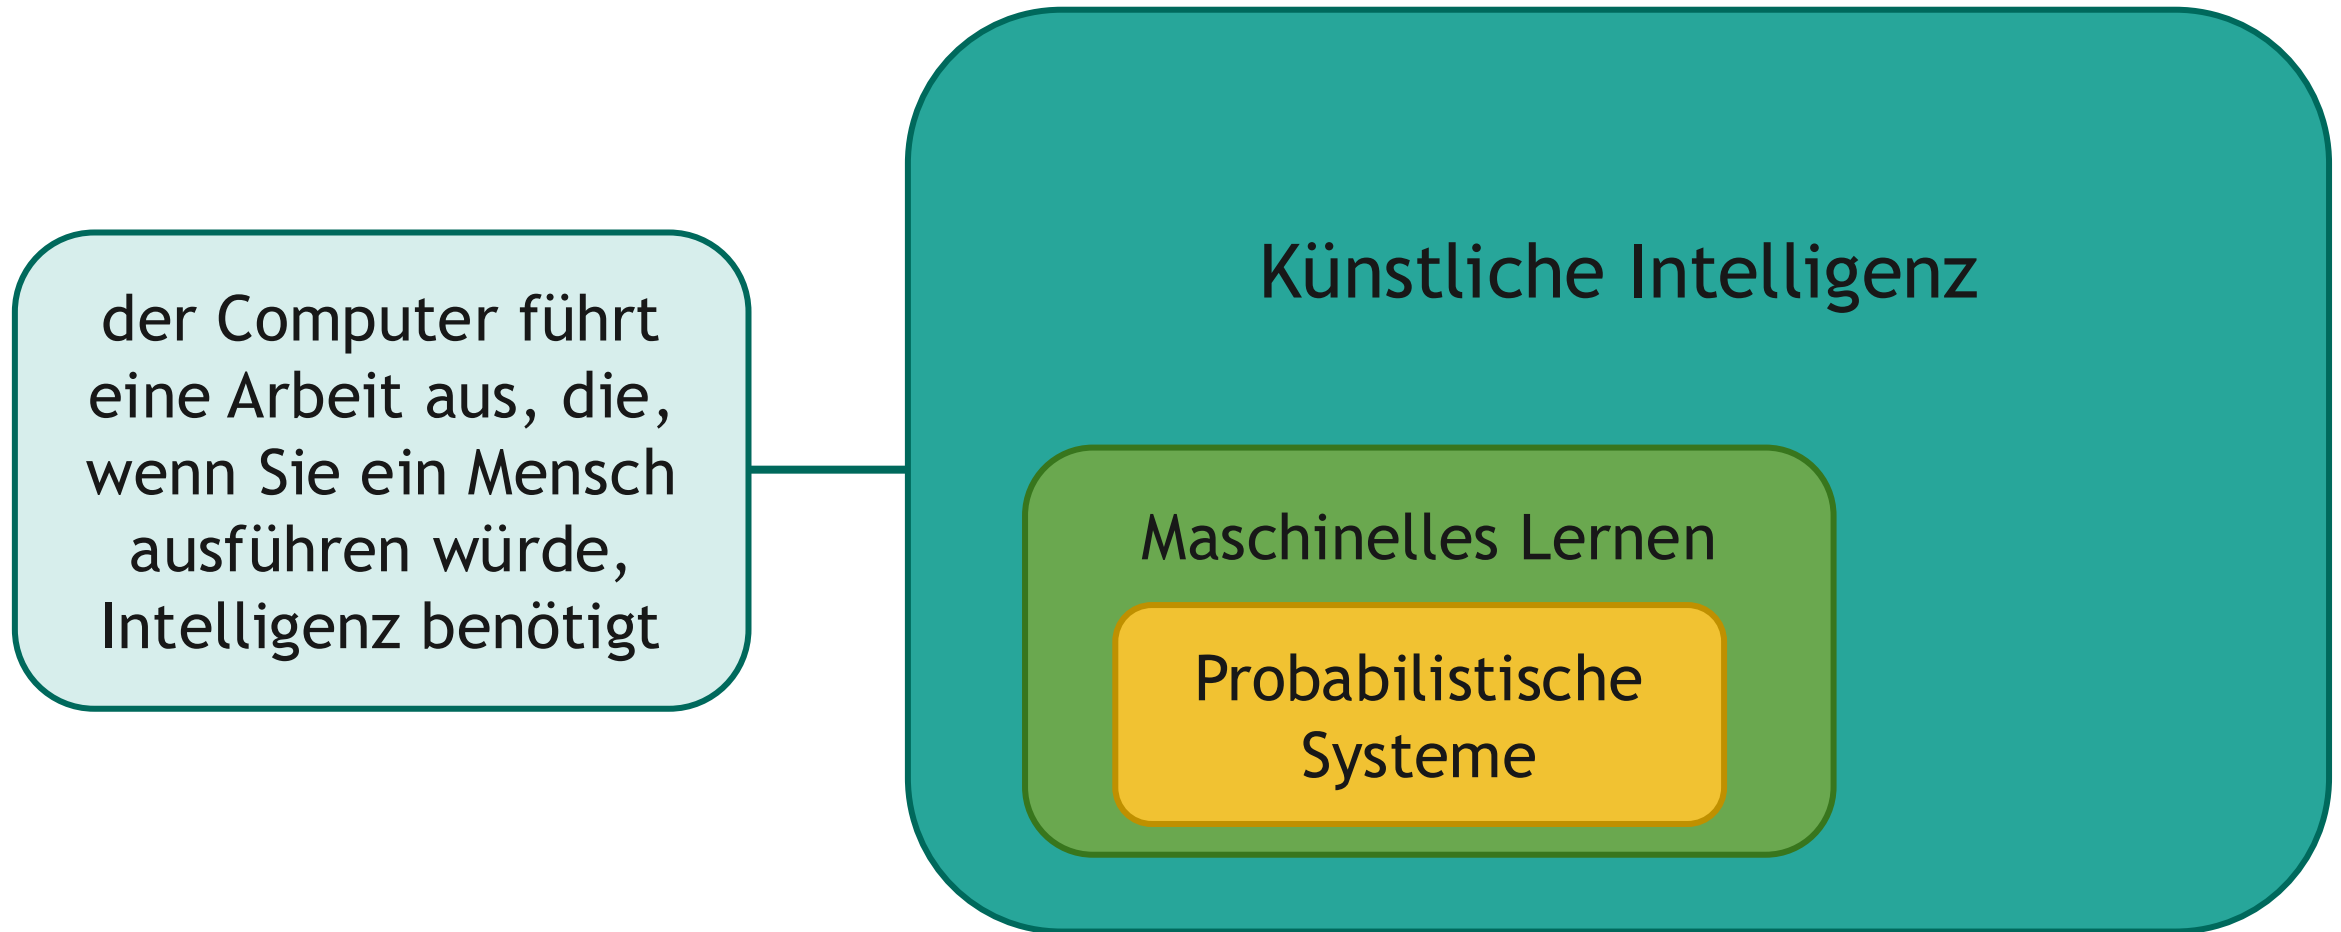 der Computer führt
eine Arbeit aus, die,
wenn Sie ein Mensch
ausführen würde,
Intelligenz benötigt
Künstliche Intelligenz
Maschinelles Lernen
Probabilistische
Systeme